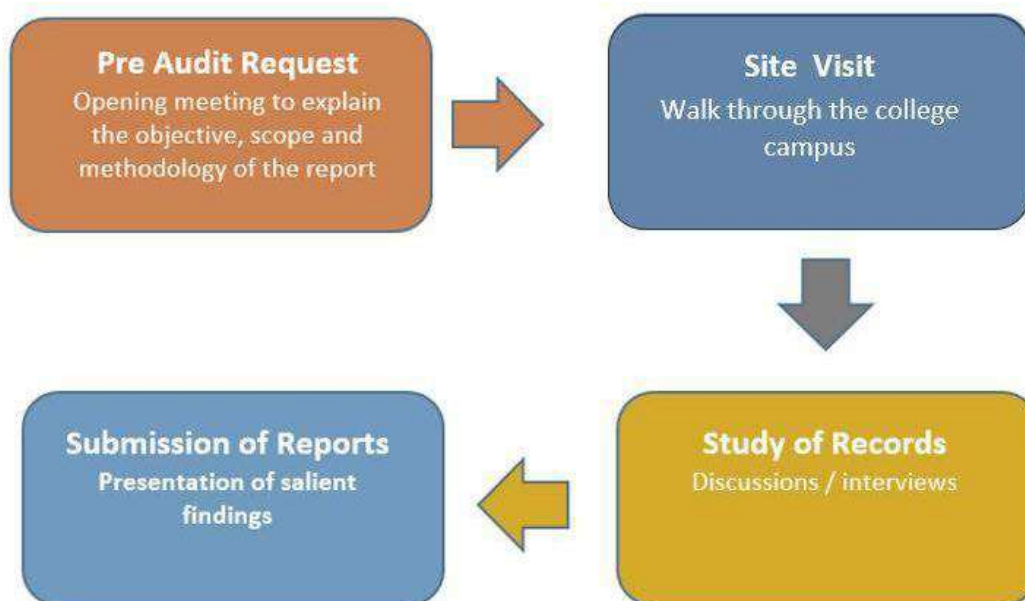 Pre Audit Request
Opening meeting to explain
the objective, scope and
methodology of the report
Site Visit
Walk through the college
campus
Study of Records
Discussions / interviews
Submission of Reports
Presentation of salient
findings